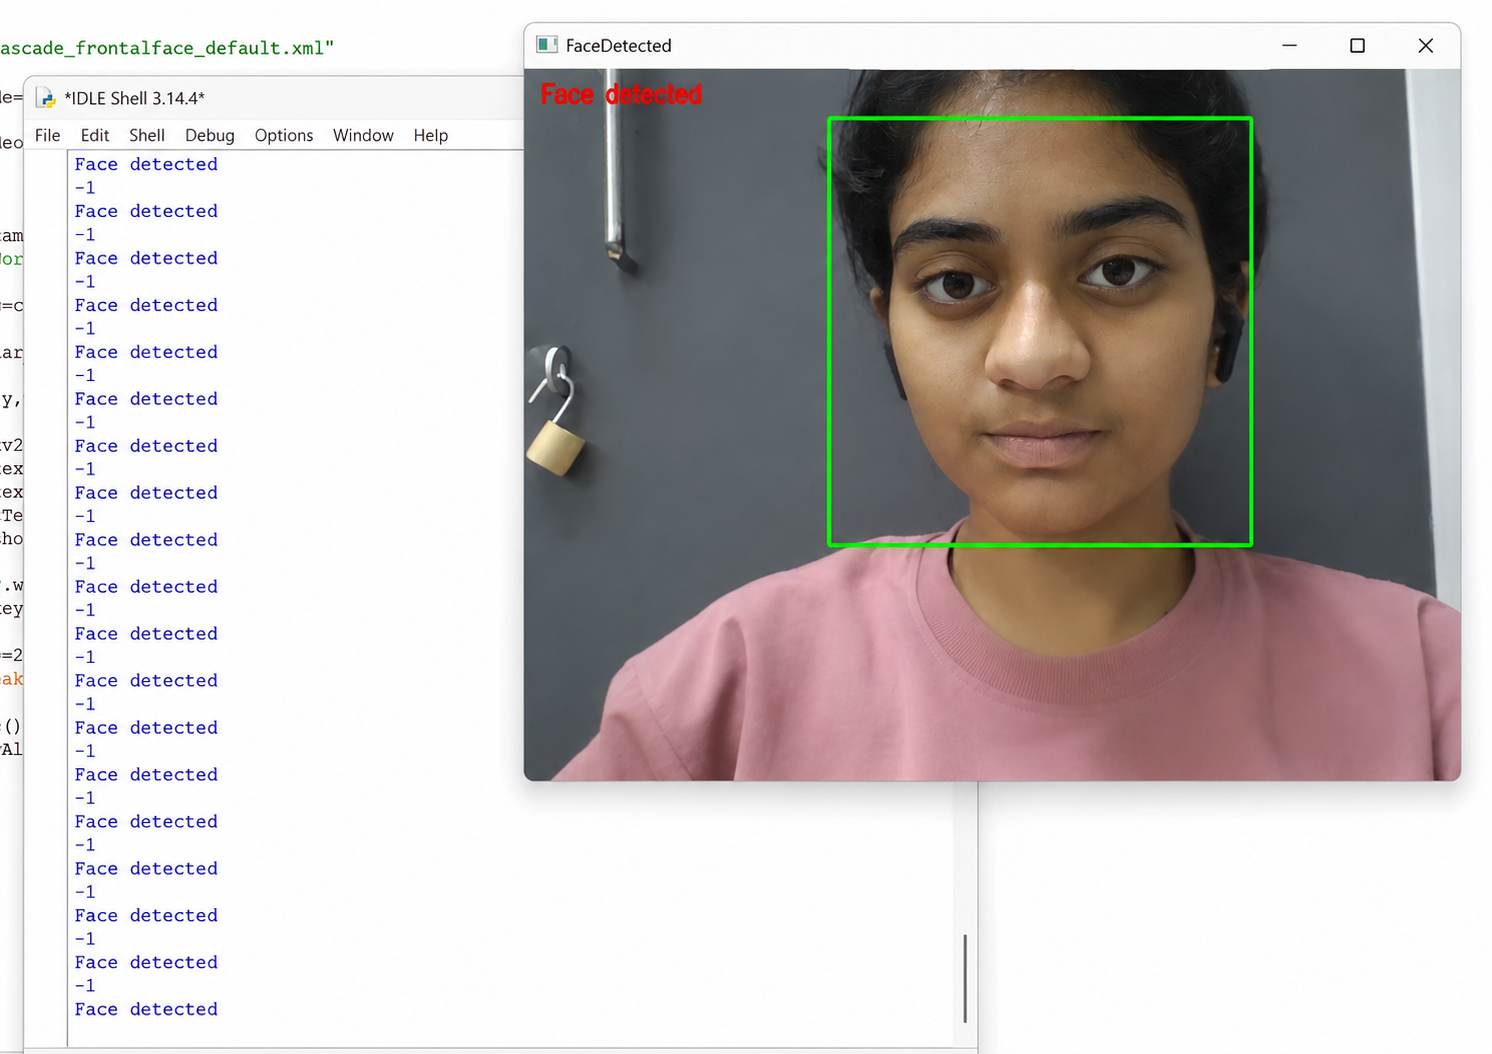 ascade_frontalface_default.xml"
*IDLE Shell 3.14.4*
File Edit Shell Debug Options Window Help
Face detected
-1
Face detected
-1
Face detected
-1
Face detected
-1
Face detected
-1
Face detected
-1
Face detected
-1
Face detected
-1
Face detected
-1
Face detected
-1
Face detected
-1
Face detected
-1
Face detected
-1
Face detected
-1
Face detected
-1
Face detected
-1
Face detected
-1
Face detected
-1
Face detected
FaceDetected
Face detected